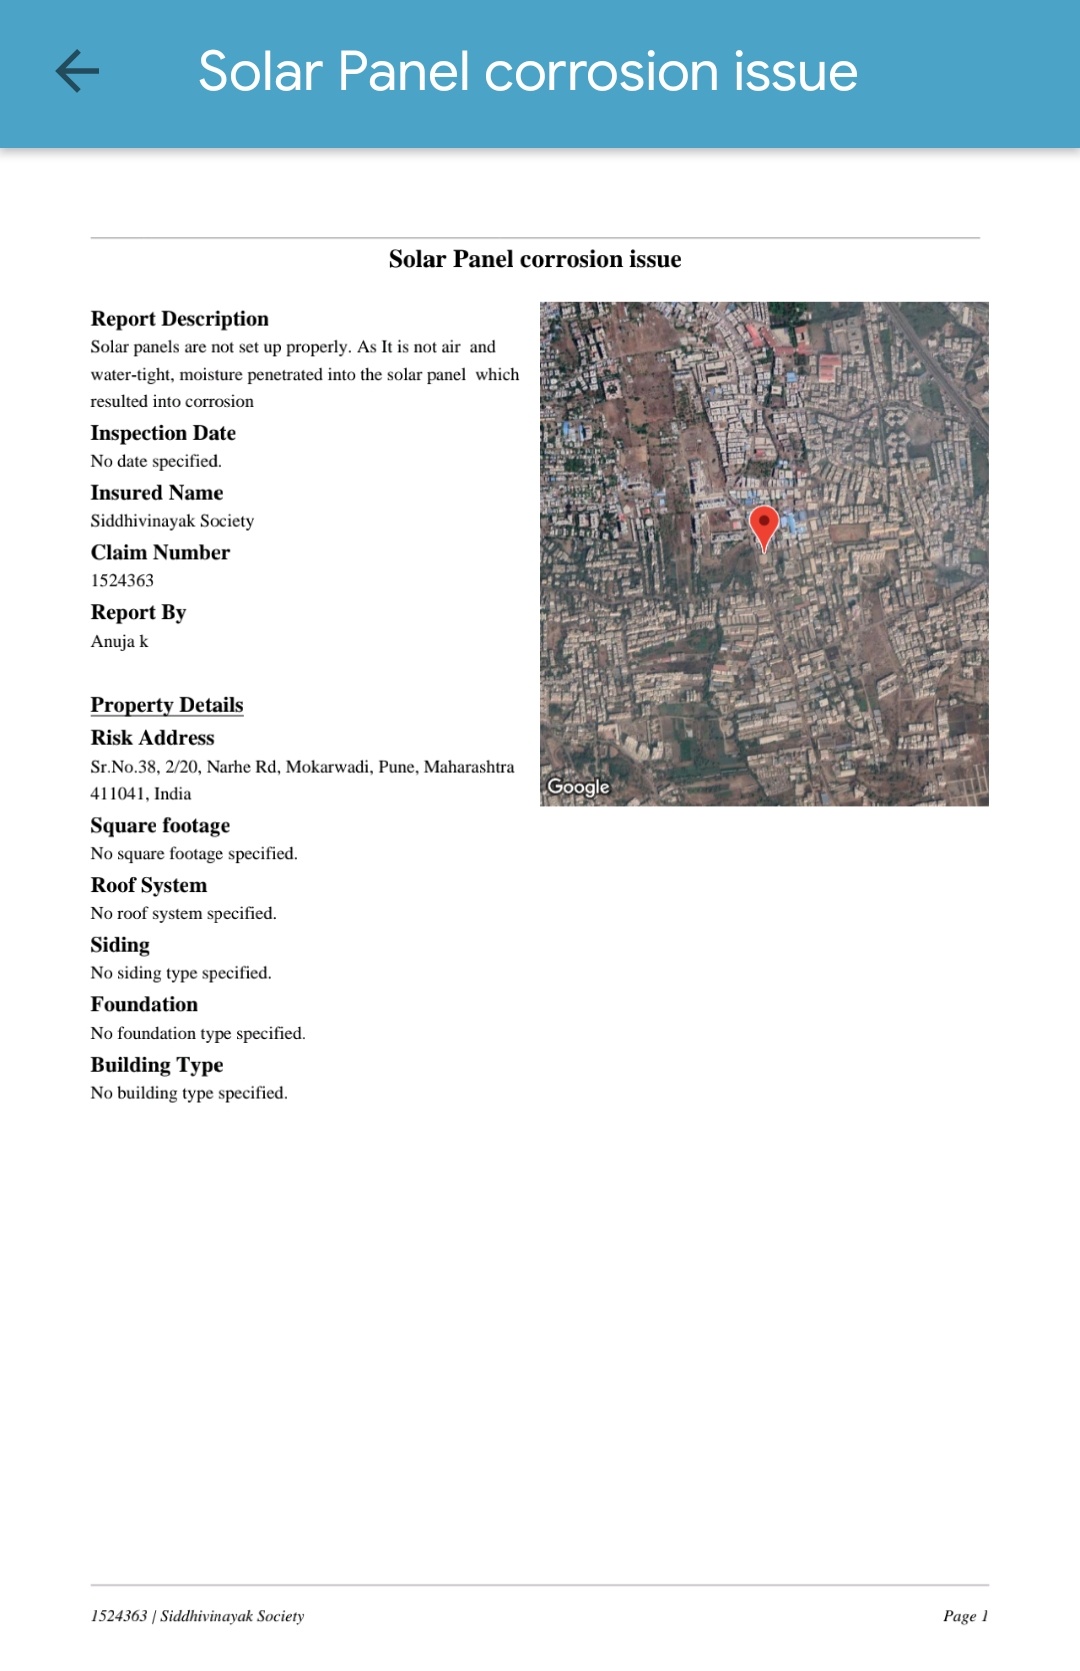 Solar Panel corrosion issue
Solar Panel corrosion issue
Report Description
Solar panels are not set up properly. As It is not air  and
water-tight, moisture penetrated into the solar panel  which
resulted into corrosion
Inspection Date
No date specified.
Insured Name
Siddhivinayak Society
Claim Number
1524363
Report By
Anuja k
Property Details
Risk Address
Sr.No.38, 2/20, Narhe Rd, Mokarwadi, Pune, Maharashtra
411041, India
Square footage
No square footage specified.
Roof System
No roof system specified.
Siding
No siding type specified.
Foundation
No foundation type specified.
Building Type
No building type specified.
Google
1524363 | Siddhivinayak Society
Page 1